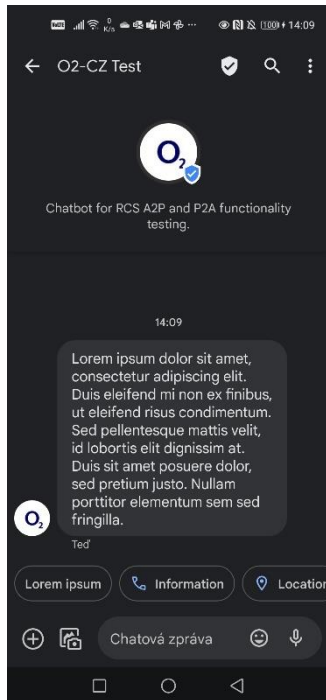 VoLTE 0 K/s 100 14:09
O2-CZ Test
O2
Chatbot for RCS A2P and P2A functionality
testing.
14:09
Lorem ipsum dolor sit amet,
consectetur adipiscing elit.
Duis eleifend mi non ex finibus,
ut eleifend risus condimentum.
Sed pellentesque mattis velit,
id lobortis elit dignissim at.
Duis sit amet posuere dolor,
sed pretium justo. Nullam
porttitor elementum sem sed
fringilla.
O2
Teď
Lorem ipsum Information Location
Chatová zpráva